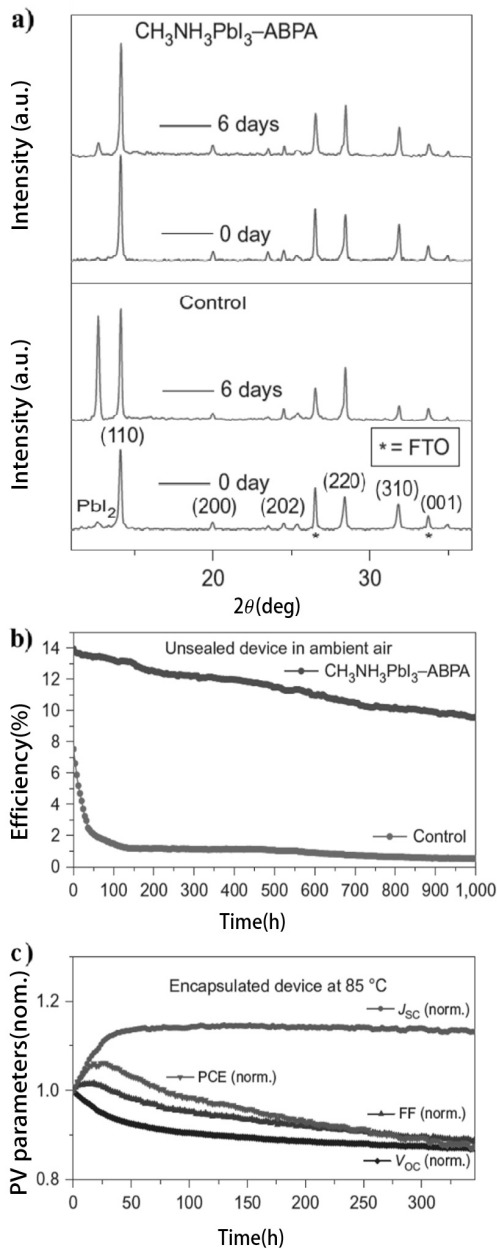 a)
CH3NH3PbI3–ABPA
Intensity (a.u.)
6 days
0 day
Control
Intensity (a.u.)
6 days
(110)
* = FTO
0 day
PbI2
(200)
(202)
(220)
(310)
(001)
*
*
20
30
2θ(deg)
b)
Unsealed device in ambient air
CH3NH3PbI3–ABPA
14
12
10
8
6
4
2
0
Efficiency(%)
Control
0
100
200
300
400
500
600
700
800
900
1,000
Time(h)
c)
Encapsulated device at 85 °C
JSC (norm.)
PCE (norm.)
FF (norm.)
VOC (norm.)
PV parameters(nom.)
1.2
1.0
0.8
0
50
100
150
200
250
300
Time(h)